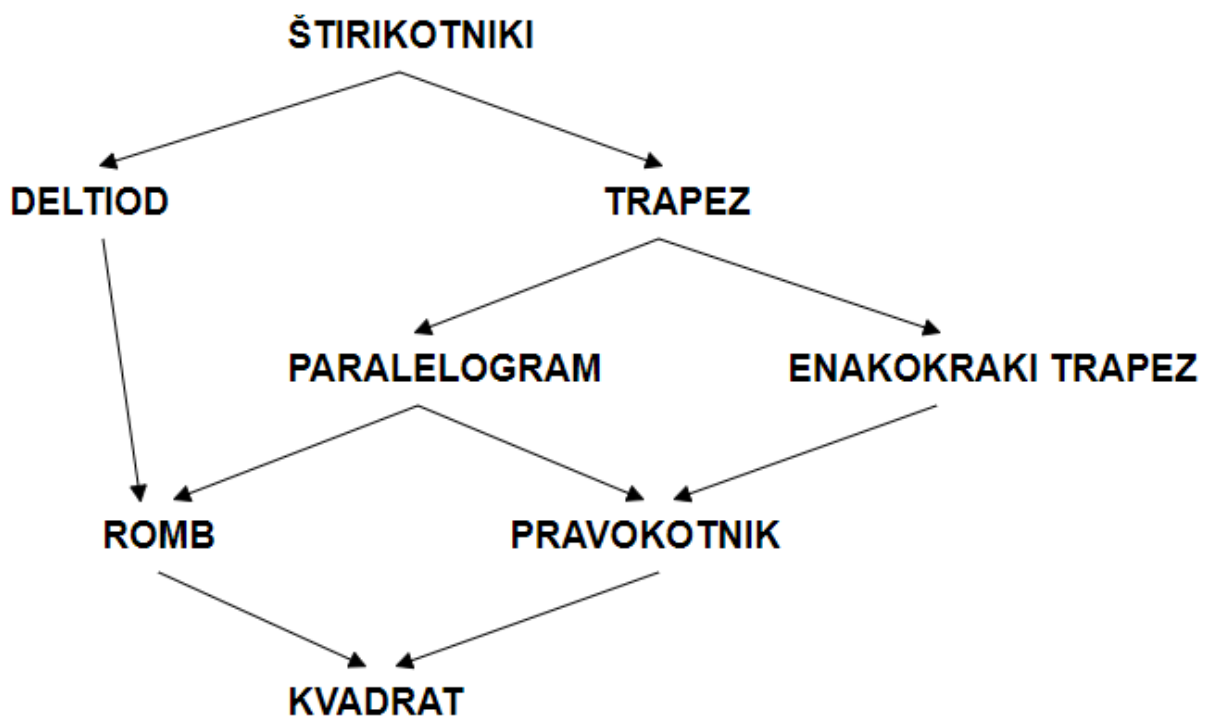 ŠTIRIKOTNIKI
DELTIOD
TRAPEZ
PARALELOGRAM
ENAKOKRAKI TRAPEZ
ROMB
PRAVOKOTNIK
KVADRAT